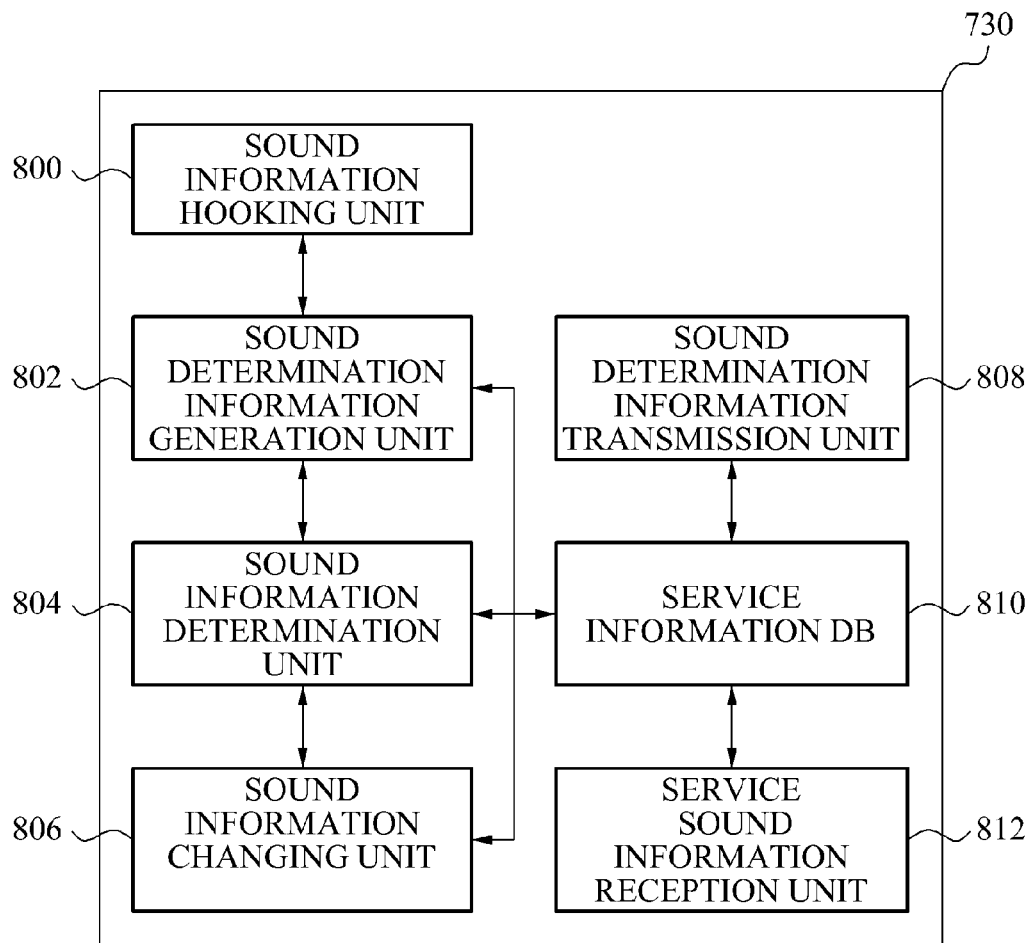 730
800
SOUND
INFORMATION
HOOKING UNIT
802
SOUND
DETERMINATION
INFORMATION
GENERATION UNIT
SOUND
DETERMINATION
INFORMATION
TRANSMISSION UNIT
808
804
SOUND
INFORMATION
DETERMINATION
UNIT
SERVICE
INFORMATION DB
810
806
SOUND
INFORMATION
CHANGING UNIT
SERVICE
SOUND
INFORMATION
RECEPTION UNIT
812